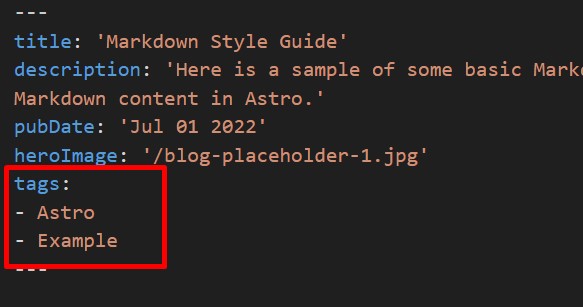 ---
title: 'Markdown Style Guide'
description: 'Here is a sample of some basic Mark
Markdown content in Astro.'
pubDate: 'Jul 01 2022'
heroImage: '/blog-placeholder-1.jpg'
tags:
- Astro
- Example
---